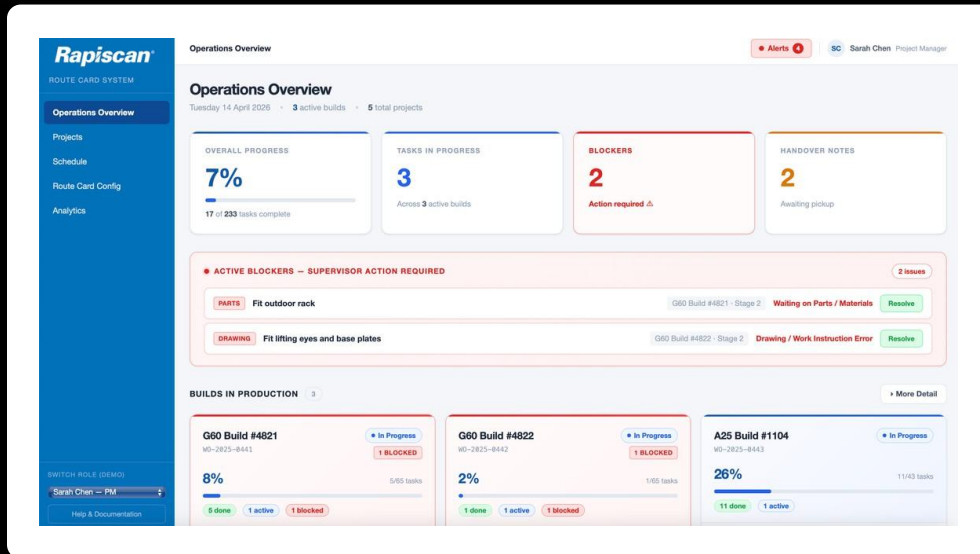 Rapiscan
ROUTE CARD SYSTEM
Operations Overview
Projects
Schedule
Route Card Config
Analytics
SWITCH ROLE (DEMO)
Sarah Chen — PM
Help & Documentation
Operations Overview
Alerts 4
SC Sarah Chen Project Manager
Operations Overview
Tuesday 14 April 2026 • 3 active builds • 5 total projects
OVERALL PROGRESS
7%
17 of 233 tasks complete
TASKS IN PROGRESS
3
Across 3 active builds
BLOCKERS
2
Action required ⚠
HANDOVER NOTES
2
Awaiting pickup
ACTIVE BLOCKERS — SUPERVISOR ACTION REQUIRED 2 issues
PARTS Fit outdoor rack G60 Build #4821 · Stage 2 Waiting on Parts / Materials Resolve
DRAWING Fit lifting eyes and base plates G60 Build #4822 · Stage 2 Drawing / Work Instruction Error Resolve
BUILDS IN PRODUCTION 3 › More Detail
G60 Build #4821 • In Progress
WO-2025-0441 1 BLOCKED
8% 5/65 tasks
5 done 1 active 1 blocked
G60 Build #4822 • In Progress
WO-2025-0442 1 BLOCKED
2% 1/65 tasks
1 done 1 active 1 blocked
A25 Build #1104 • In Progress
WO-2025-0443
26% 11/43 tasks
11 done 1 active